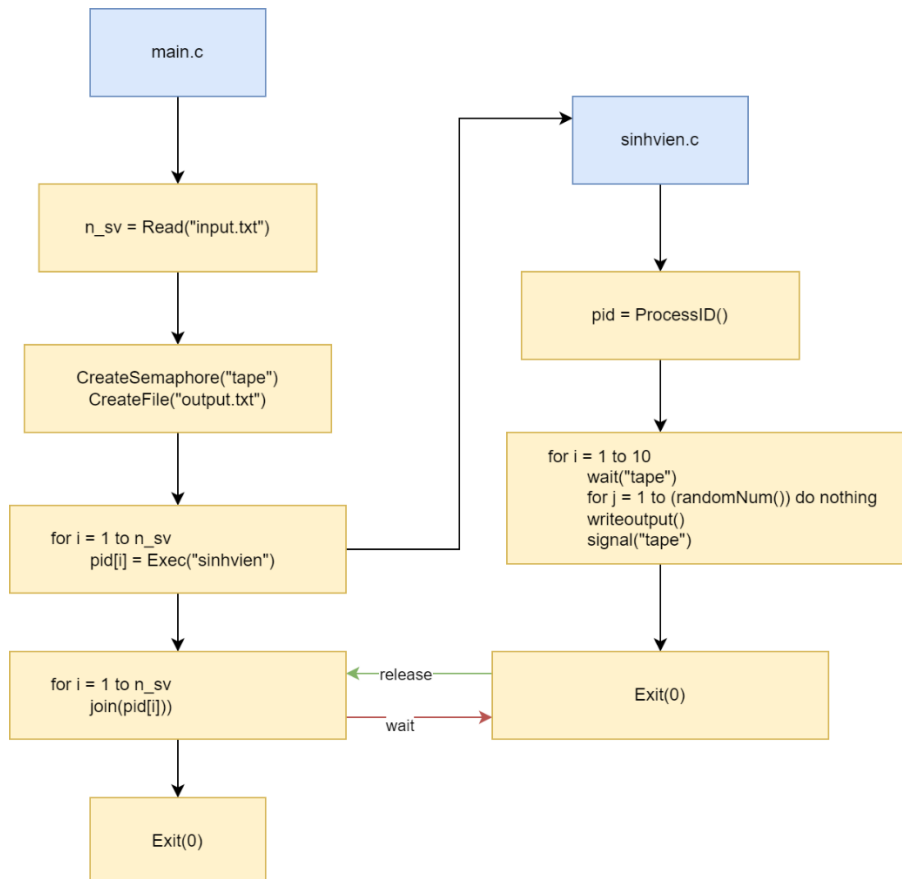 main.c
n_sv = Read("input.txt")
CreateSemaphore("tape")
CreateFile("output.txt")
for i = 1 to n_sv
pid[i] = Exec("sinhvien")
for i = 1 to n_sv
join(pid[i]))
Exit(0)
sinhvien.c
pid = ProcessID()
for i = 1 to 10
wait("tape")
for j = 1 to (randomNum()) do nothing
writeoutput()
signal("tape")
release
wait
Exit(0)